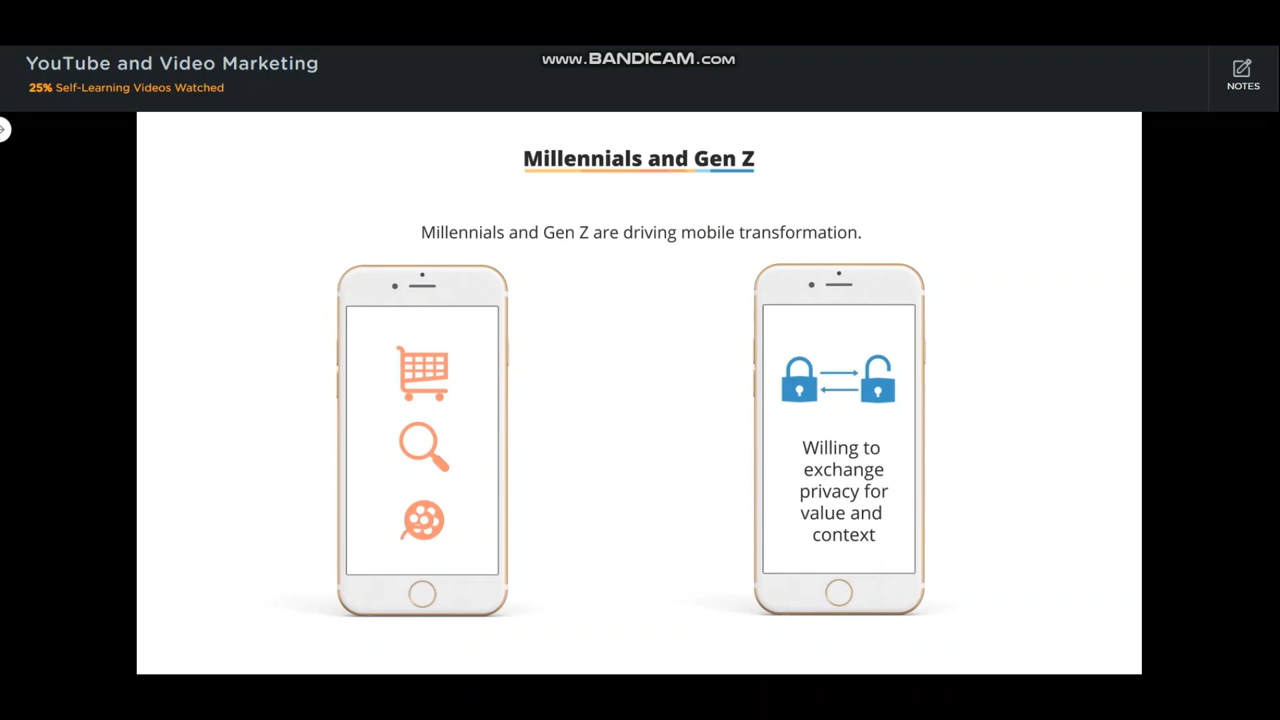 www.BANDICAM.com
YouTube and Video Marketing
25% Self-Learning Videos Watched
NOTES
Millennials and Gen Z
Millennials and Gen Z are driving mobile transformation.
Willing to
exchange
privacy for
value and
context